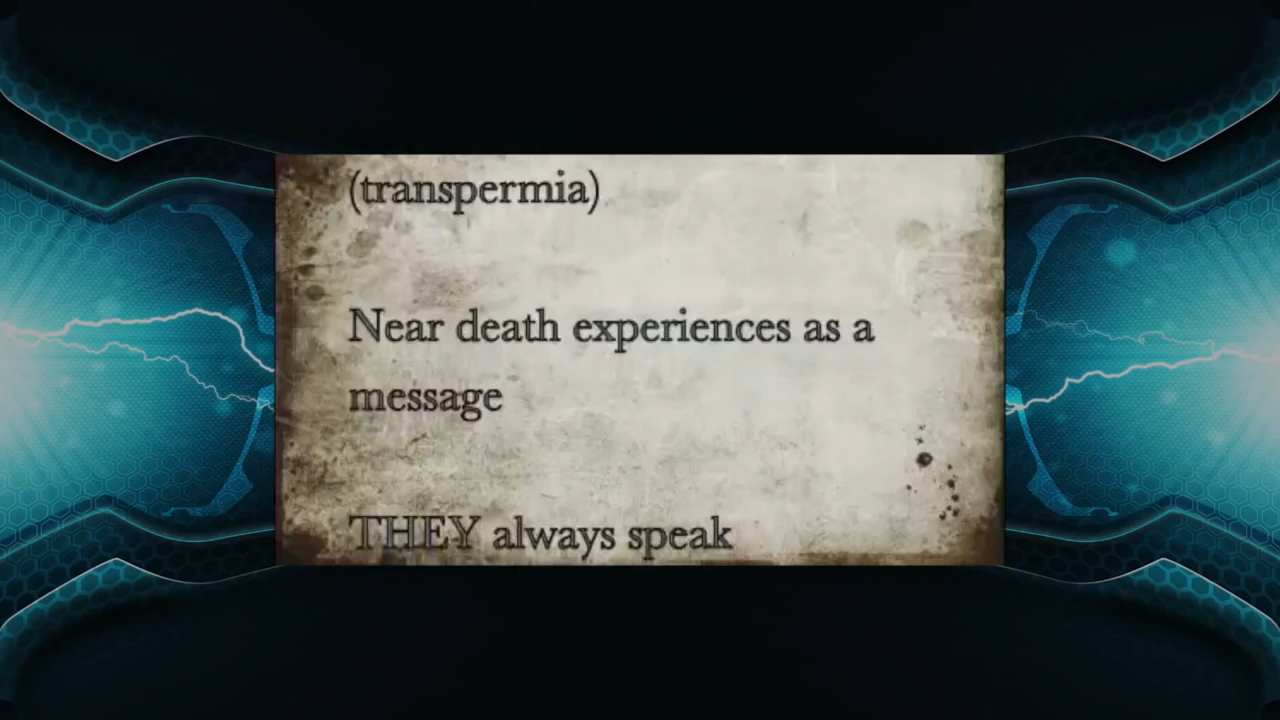 (transpermia)
Near death experiences as a
message
THEY always speak